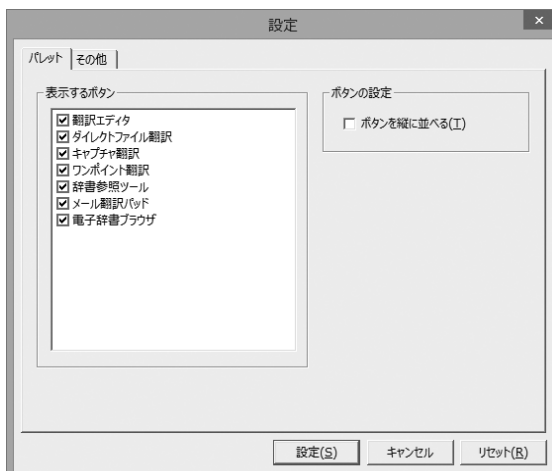 設定
パレット その他
表示するボタン
翻訳エディタ
ダイレクトファイル翻訳
キャプチャ翻訳
ワンポイント翻訳
辞書参照ツール
メール翻訳パッド
電子辞書ブラウザ
ボタンの設定
ボタンを縦に並べる(T)
設定(S) キャンセル リセット(R)